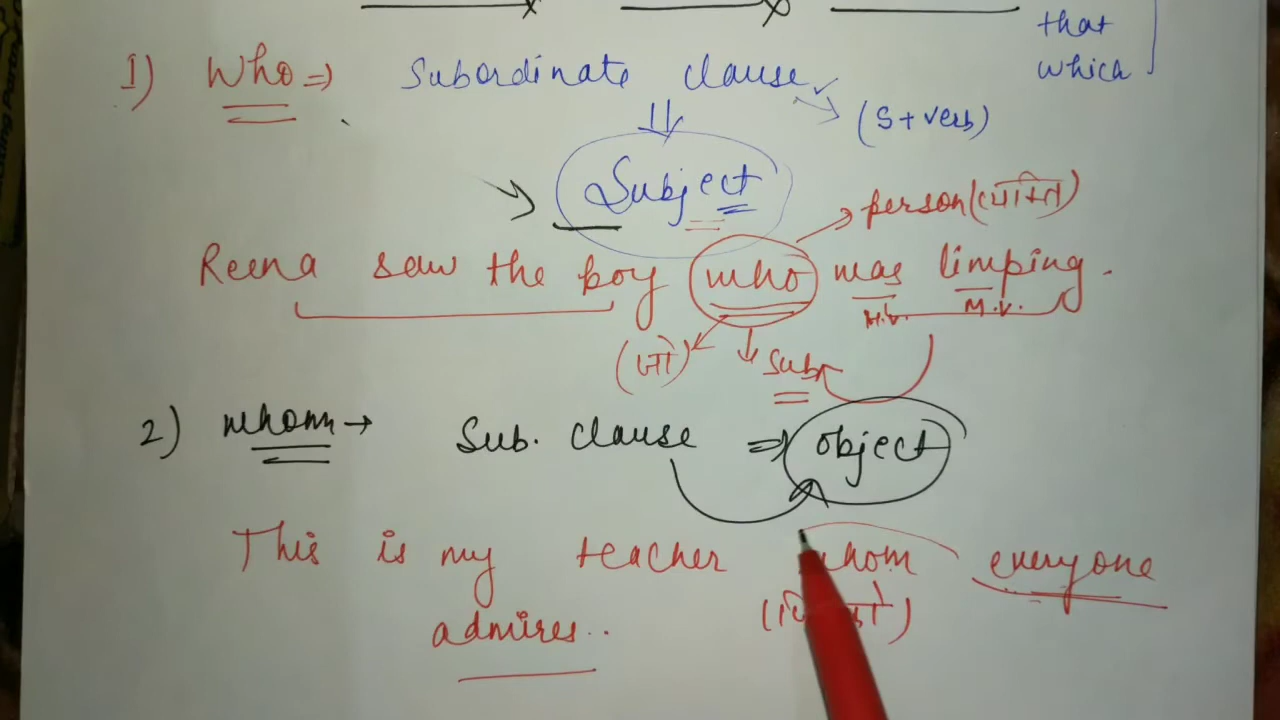 that
which
1) Who ⇒ Subordinate clause
(S + verb)
Subject
person (व्यक्ति)
Reena saw the boy who was limping.
H.V. M.V.
(जो) Subj
2) whom → Sub. clause ⇒ object
This is my teacher whom everyone
admires..